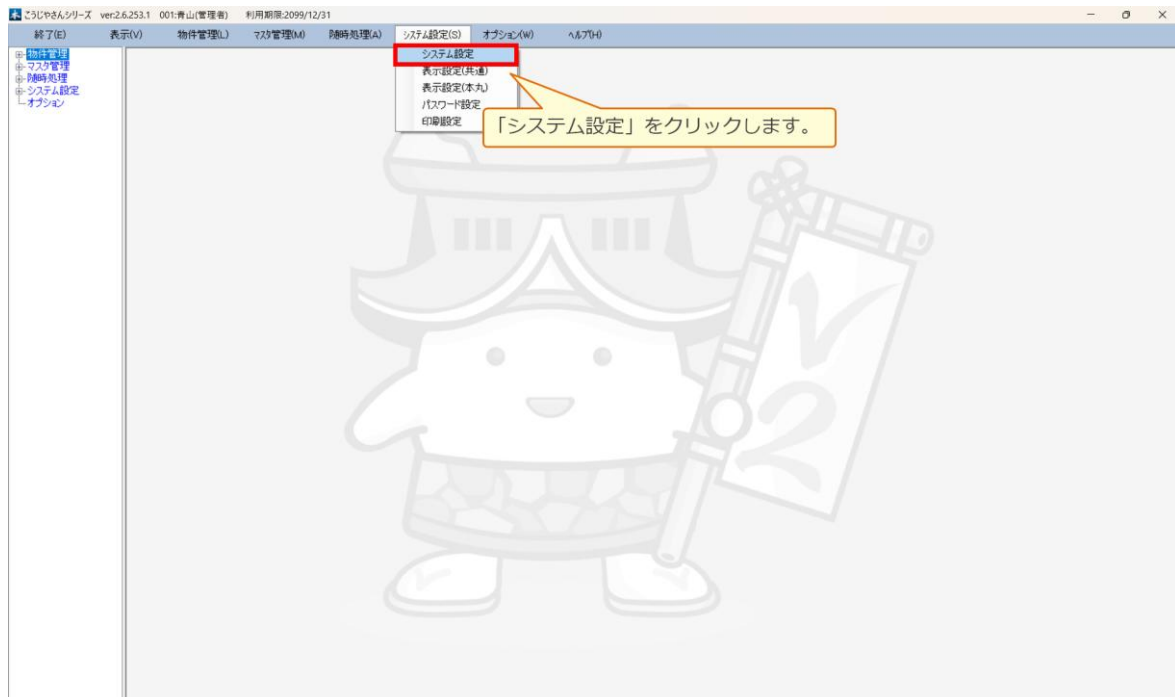 本 こうじやさんシリーズ ver:2.6.253.1 001:青山(管理者) 利用期限:2099/12/31
終了(E) 表示(V) 物件管理(L) マスタ管理(M) 随時処理(A) システム設定(S) オプション(W) ヘルプ(H)
物件管理
マスタ管理
随時処理
システム設定
オプション
システム設定
表示設定(共通)
表示設定(本丸)
パスワード設定
印刷設定
「システム設定」をクリックします。
V2